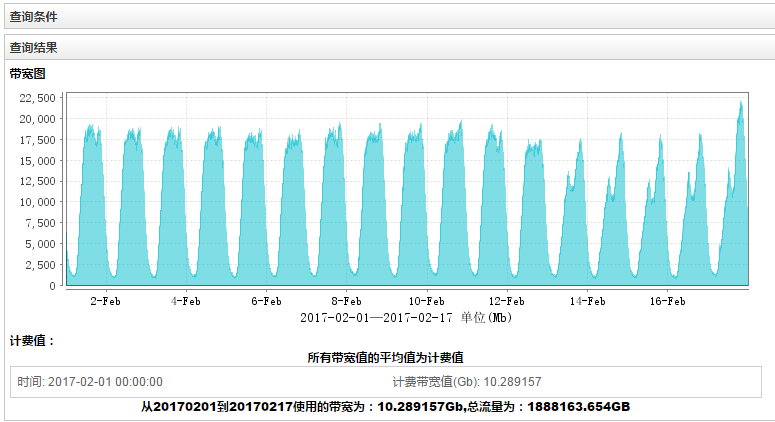 查询条件
查询结果
带宽图
22,500
20,000
17,500
15,000
12,500
10,000
7,500
5,000
2,500
0
2-Feb 4-Feb 6-Feb 8-Feb 10-Feb 12-Feb 14-Feb 16-Feb
2017-02-01—2017-02-17 单位(Mb)
计费值：
所有带宽值的平均值为计费值
时间: 2017-02-01 00:00:00 计费带宽值(Gb): 10.289157
从20170201到20170217使用的带宽为：10.289157Gb,总流量为：1888163.654GB